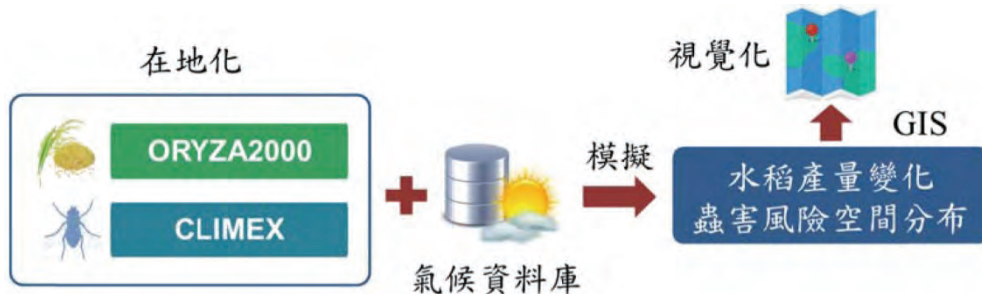 在地化
ORYZA2000
CLIMEX
氣候資料庫
模擬
視覺化
GIS
水稻產量變化
蟲害風險空間分布